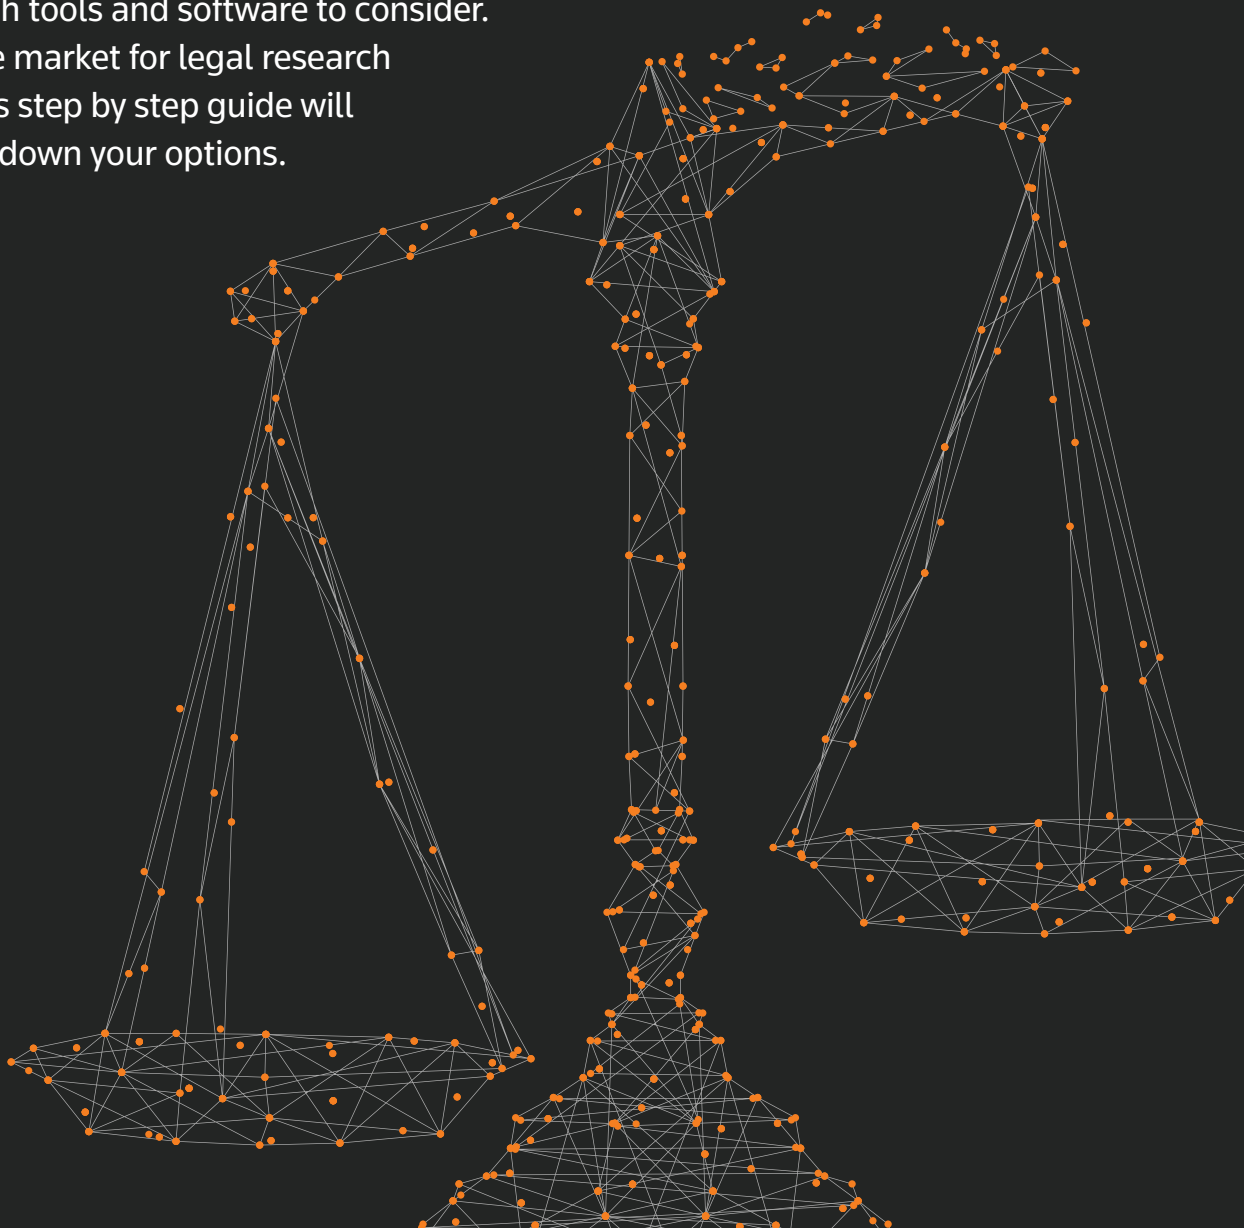 h tools and software to consider.
e market for legal research
s step by step guide will
down your options.